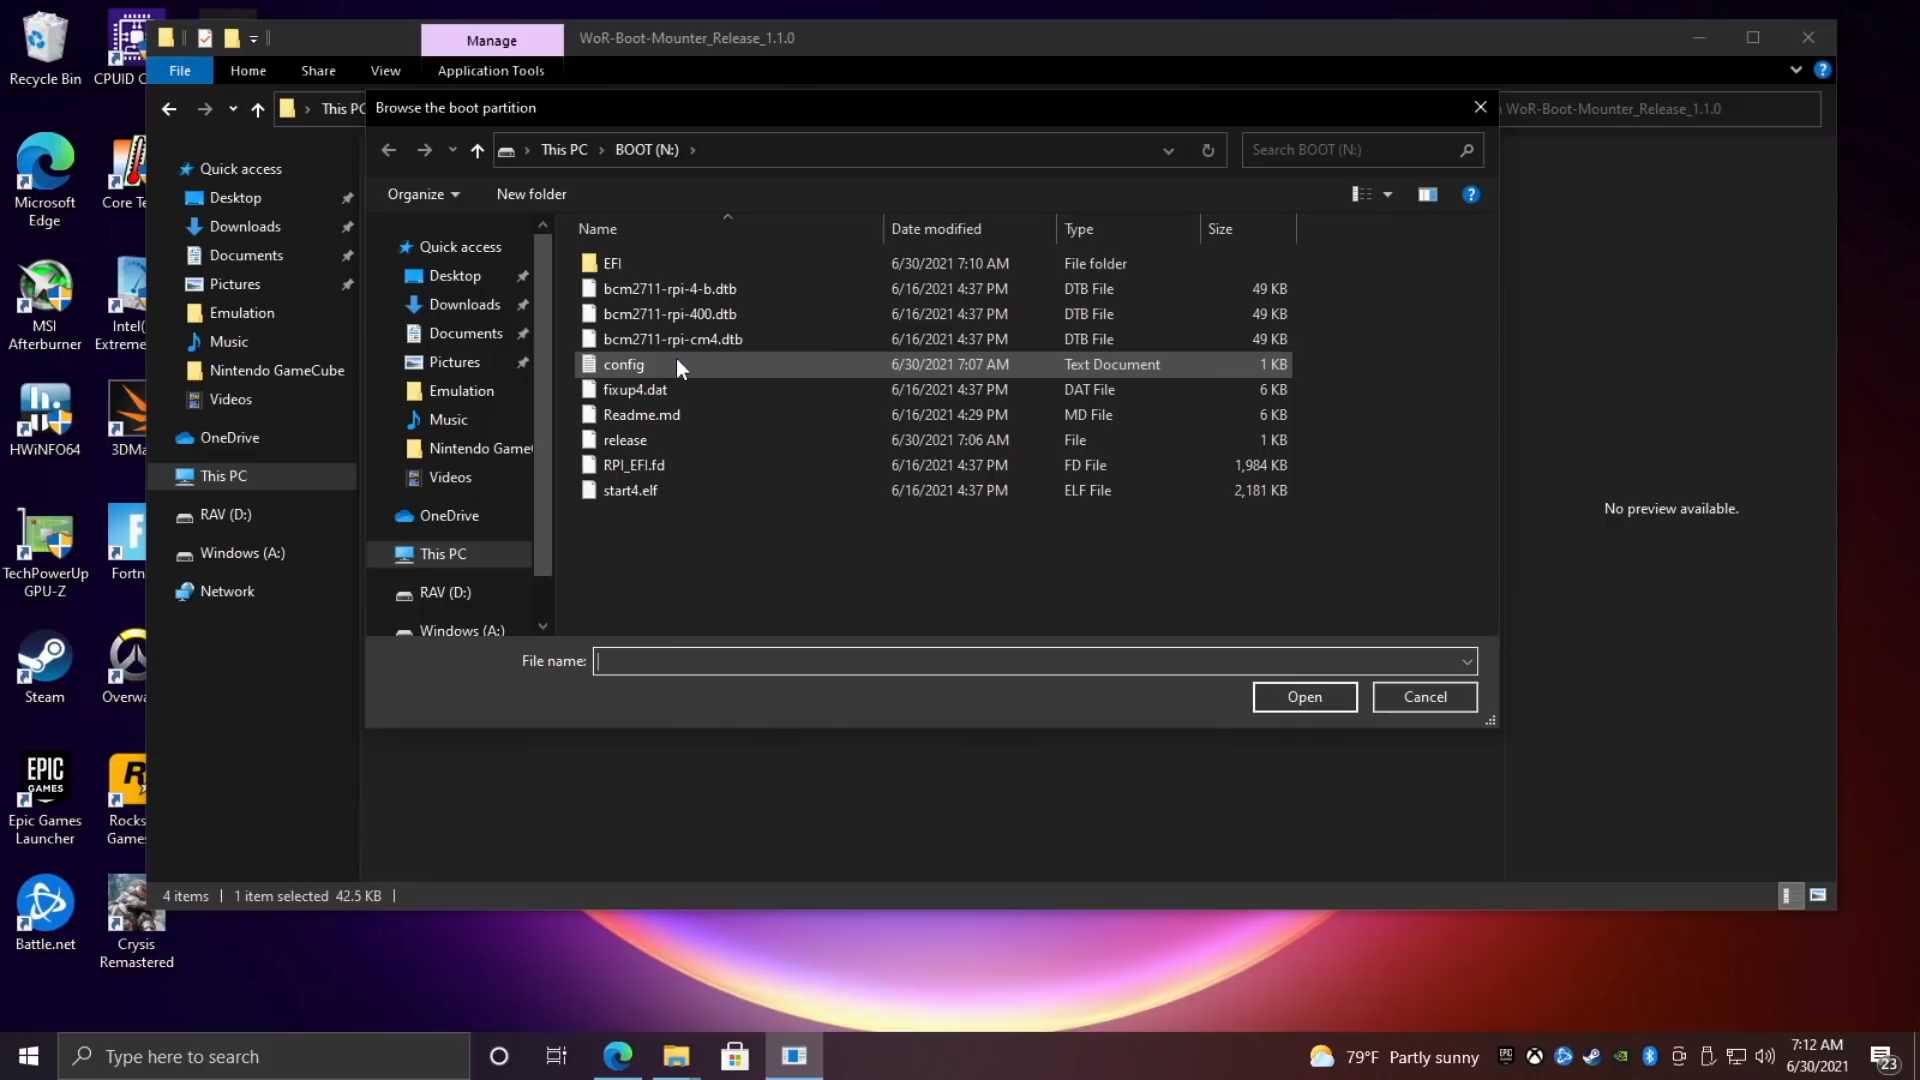 Recycle Bin
CPUID C
Microsoft
Edge
Core Te
MSI
Afterburner
Intel(
Extreme
HWiNFO64
3DMa
TechPowerUp
GPU-Z
Fortn
Steam
Overwa
EPIC
GAMES
Epic Games
Launcher
Rocks
Game
Battle.net
Crysis
Remastered
Manage
WoR-Boot-Mounter_Release_1.1.0
File
Home
Share
View
Application Tools
This PC
WoR-Boot-Mounter_Release_1.1.0
Quick access
Desktop
Downloads
Documents
Pictures
Emulation
Music
Nintendo GameCube
Videos
OneDrive
This PC
RAV (D:)
Windows (A:)
Network
Browse the boot partition
This PC > BOOT (N:) >
Search BOOT (N:)
Organize
New folder
Quick access
Desktop
Downloads
Documents
Pictures
Emulation
Music
Nintendo Game
Videos
OneDrive
This PC
RAV (D:)
Windows (A:)
Name Date modified Type Size
EFI 6/30/2021 7:10 AM File folder
bcm2711-rpi-4-b.dtb 6/16/2021 4:37 PM DTB File 49 KB
bcm2711-rpi-400.dtb 6/16/2021 4:37 PM DTB File 49 KB
bcm2711-rpi-cm4.dtb 6/16/2021 4:37 PM DTB File 49 KB
config 6/30/2021 7:07 AM Text Document 1 KB
fixup4.dat 6/16/2021 4:37 PM DAT File 6 KB
Readme.md 6/16/2021 4:29 PM MD File 6 KB
release 6/30/2021 7:06 AM File 1 KB
RPI_EFI.fd 6/16/2021 4:37 PM FD File 1,984 KB
start4.elf 6/16/2021 4:37 PM ELF File 2,181 KB
No preview available.
File name:
Open
Cancel
4 items 1 item selected 42.5 KB
Type here to search
79°F Partly sunny
7:12 AM
6/30/2021
23